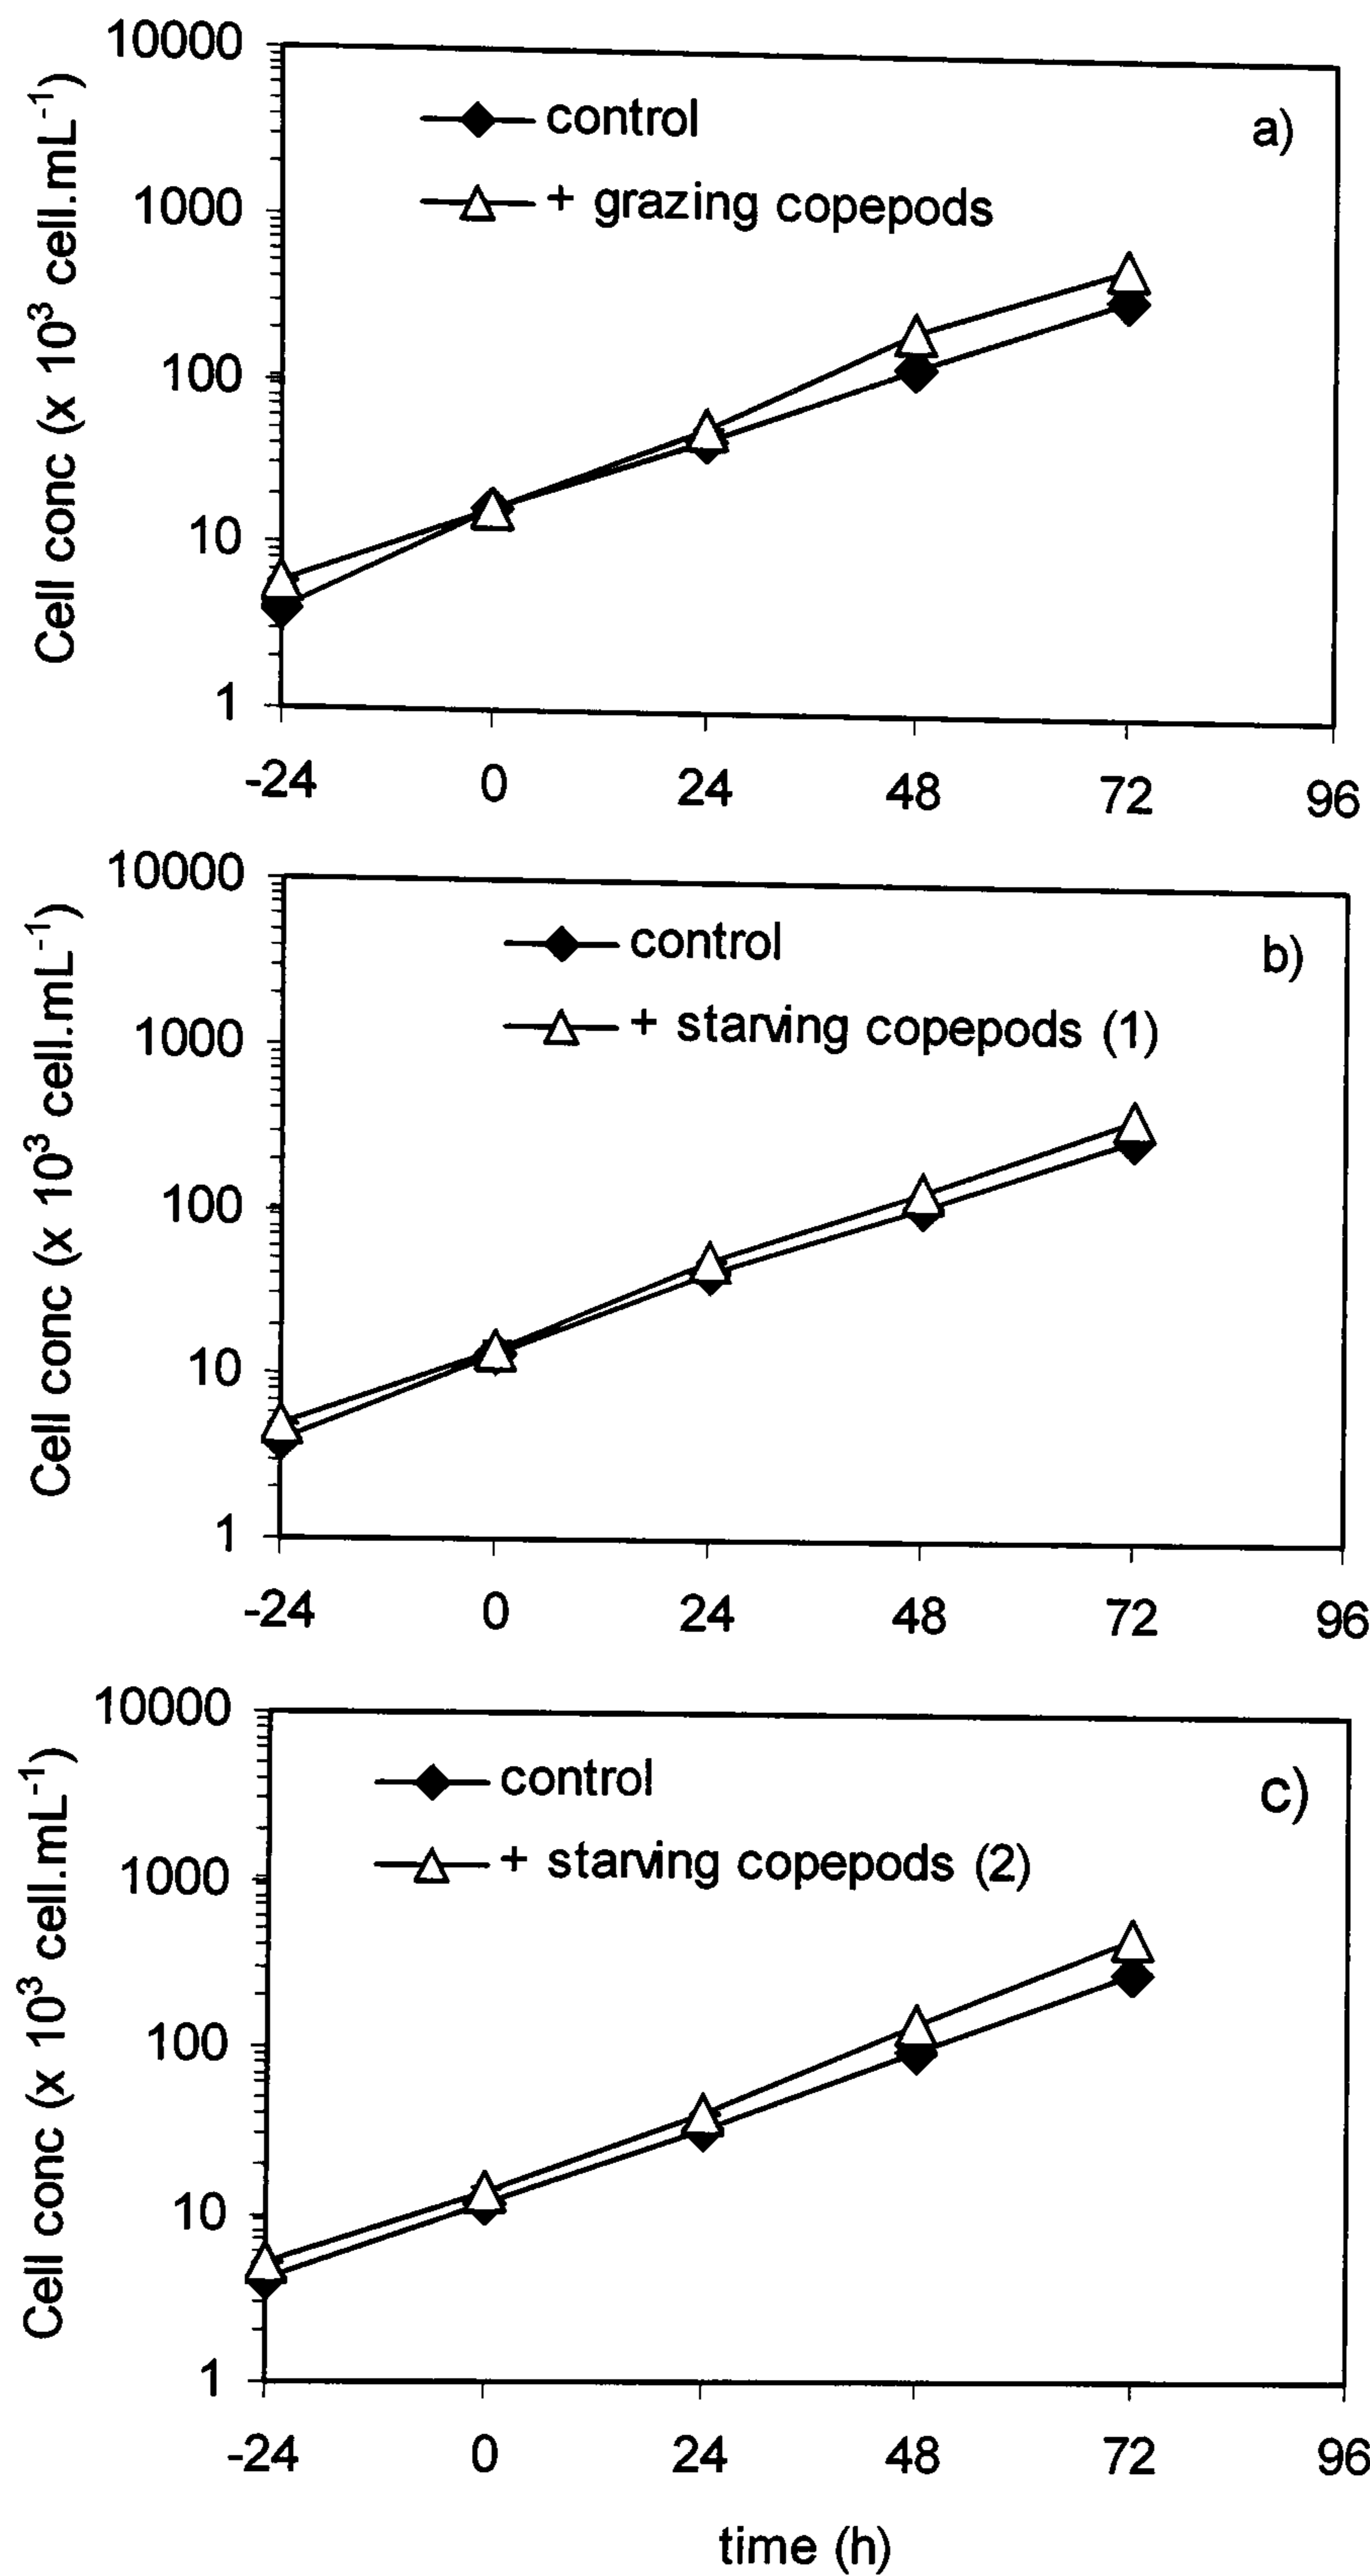 10000
control
a)
1000
+ grazing copepods
100
10
1
Cell conc (x 10³ cell.mL⁻¹)
-24 0 24 48 72 96
10000
control
b)
1000
+ starving copepods (1)
100
10
1
Cell conc (x 10³ cell.mL⁻¹)
-24 0 24 48 72 96
10000
control
c)
1000
+ starving copepods (2)
100
10
1
Cell conc (x 10³ cell.mL⁻¹)
-24 0 24 48 72 96
time (h)